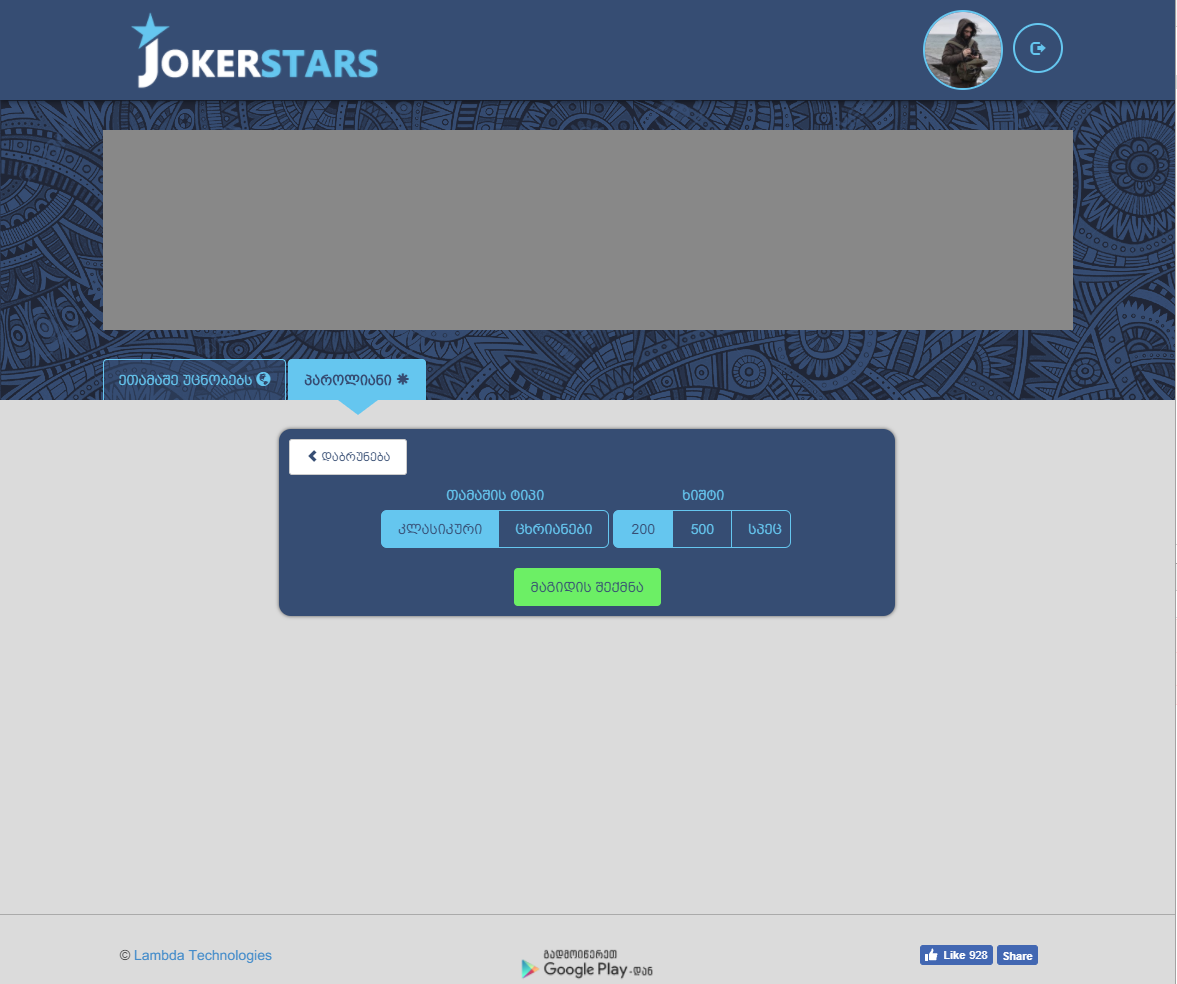 JOKERSTARS
ეთამაშე უცნობებს
პაროლიანი
დაბრუნება
თამაშის ტიპი
ხიშტი
კლასიკური
ცხრიანები
200
500
სპეც
მაგიდის შექმნა
© Lambda Technologies
გადმოიწერეთ
Google Play-დან
Like 928
Share